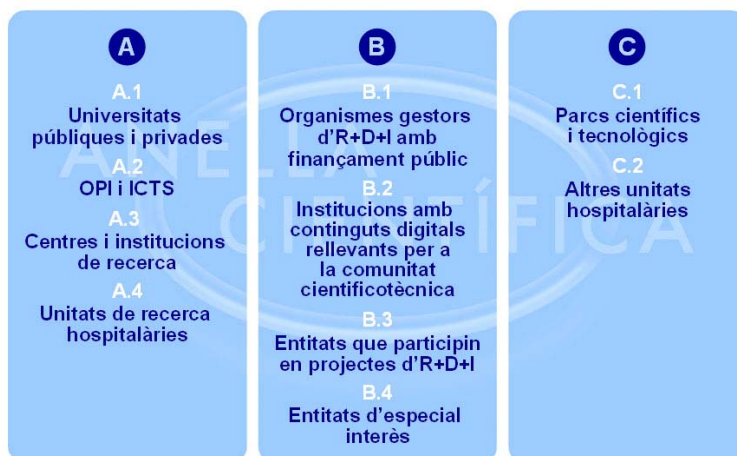 A
A.1
Universitats
públiques i privades
A.2
OPI i ICTS
A.3
Centres i institucions
de recerca
A.4
Unitats de recerca
hospitalàries
B
B.1
Organismes gestors
d'R+D+I amb
finançament públic
B.2
Institucions amb
continguts digitals
rellevants per a
la comunitat
cientificotècnica
B.3
Entitats que participin
en projectes d'R+D+I
B.4
Entitats d'especial
interès
C
C.1
Parcs científics
i tecnològics
C.2
Altres unitats
hospitalàries
ANELLA
CIENTÍFICA